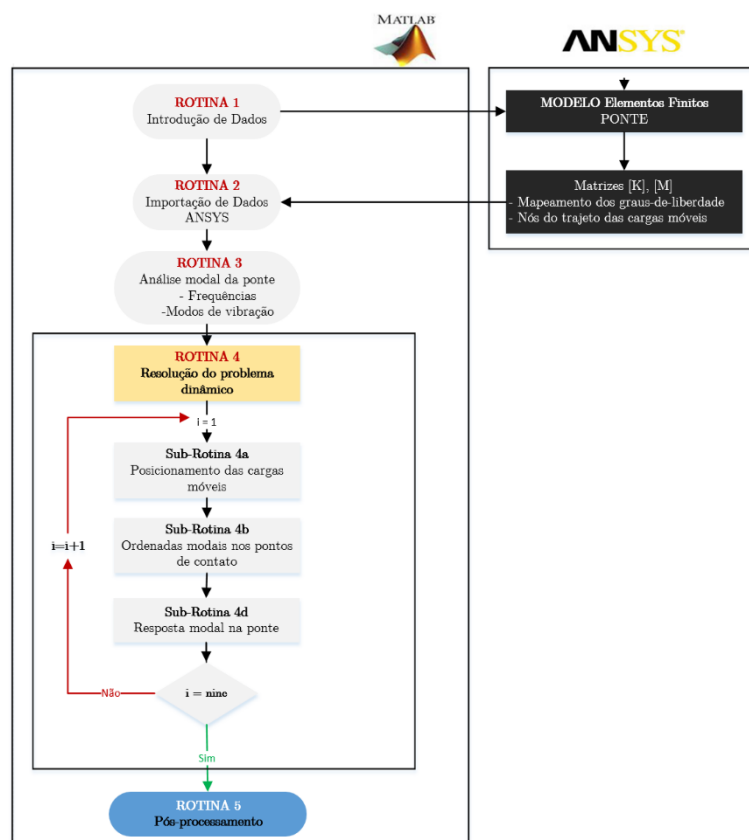 MATLAB
ANSYS
ROTINA 1
Introdução de Dados
MODELO Elementos Finitos
PONTE
ROTINA 2
Importação de Dados
ANSYS
Matrizes [K], [M]
- Mapeamento dos graus-de-liberdade
- Nós do trajeto das cargas móveis
ROTINA 3
Análise modal da ponte
- Frequências
-Modos de vibração
ROTINA 4
Resolução do problema
dinâmico
i = 1
Sub-Rotina 4a
Posicionamento das cargas
móveis
Sub-Rotina 4b
Ordenadas modais nos pontos
de contato
i=i+1
Sub-Rotina 4d
Resposta modal na ponte
i = ninc
Não
Sim
ROTINA 5
Pós-processamento